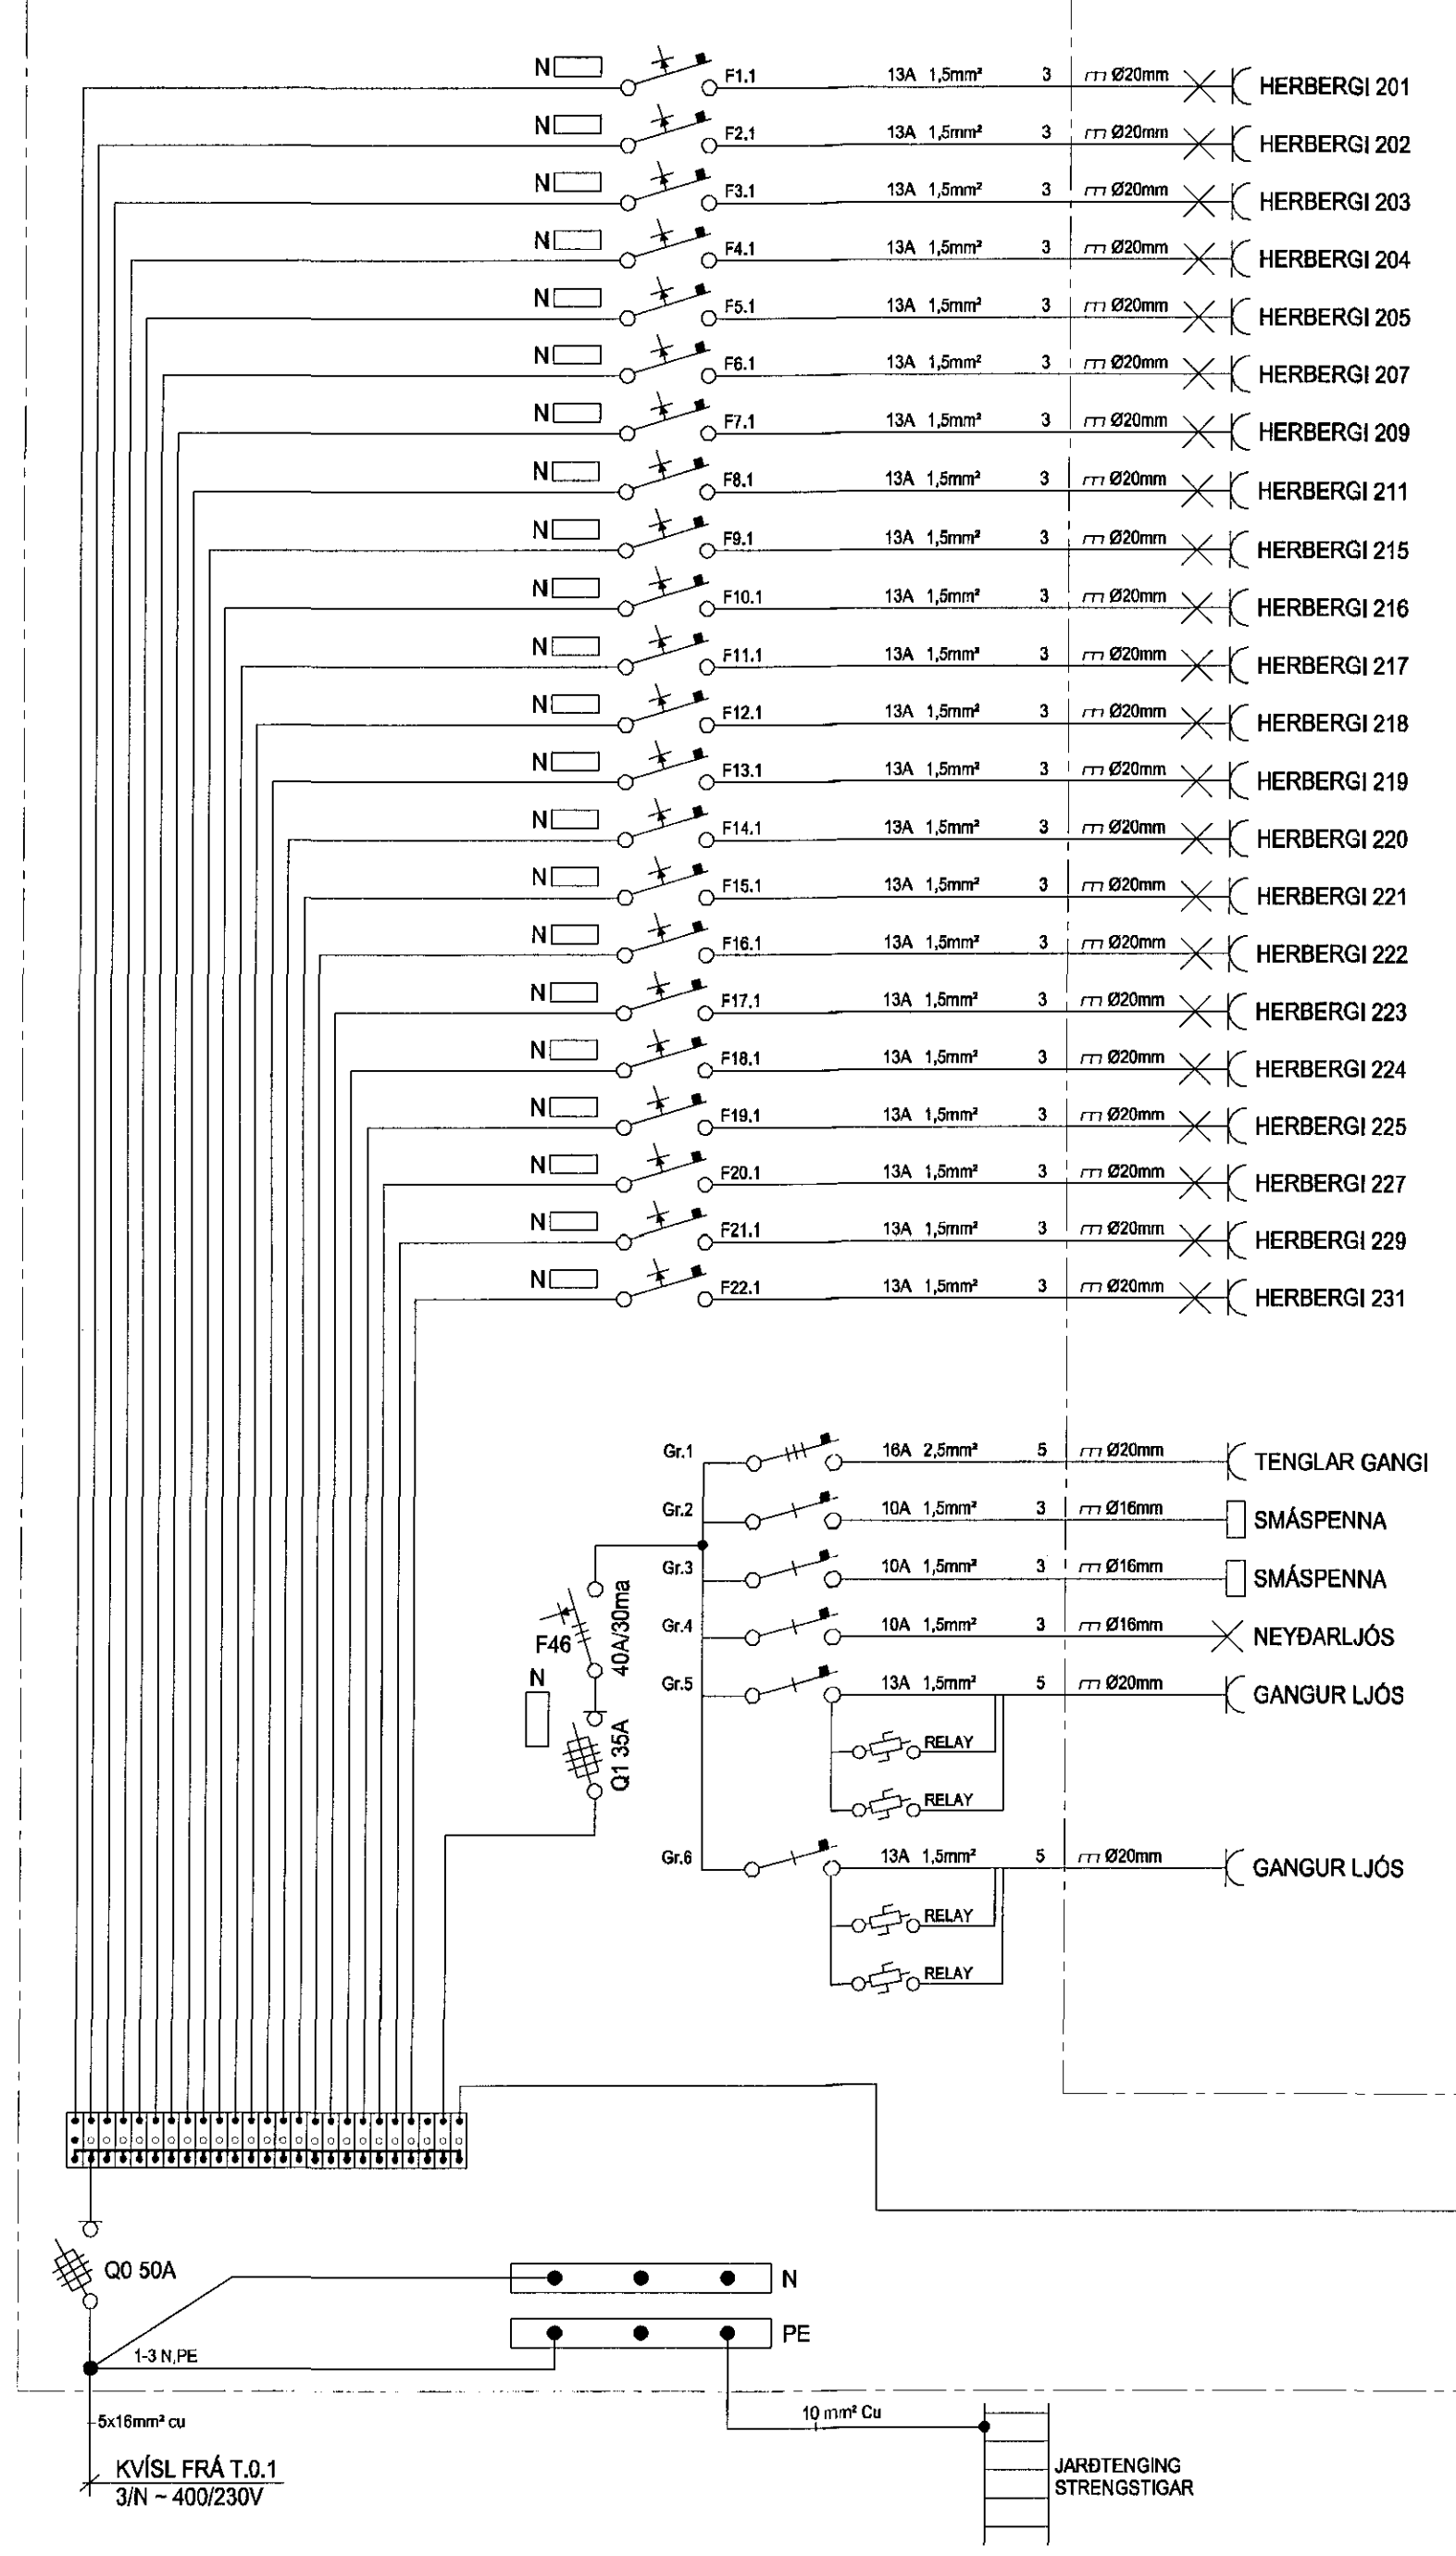 N F1.1 13A 1,5mm² 3 Ø20mm HERBERGI 201
N F2.1 13A 1,5mm² 3 Ø20mm HERBERGI 202
N F3.1 13A 1,5mm² 3 Ø20mm HERBERGI 203
N F4.1 13A 1,5mm² 3 Ø20mm HERBERGI 204
N F5.1 13A 1,5mm² 3 Ø20mm HERBERGI 205
N F6.1 13A 1,5mm² 3 Ø20mm HERBERGI 207
N F7.1 13A 1,5mm² 3 Ø20mm HERBERGI 209
N F8.1 13A 1,5mm² 3 Ø20mm HERBERGI 211
N F9.1 13A 1,5mm² 3 Ø20mm HERBERGI 215
N F10.1 13A 1,5mm² 3 Ø20mm HERBERGI 216
N F11.1 13A 1,5mm² 3 Ø20mm HERBERGI 217
N F12.1 13A 1,5mm² 3 Ø20mm HERBERGI 218
N F13.1 13A 1,5mm² 3 Ø20mm HERBERGI 219
N F14.1 13A 1,5mm² 3 Ø20mm HERBERGI 220
N F15.1 13A 1,5mm² 3 Ø20mm HERBERGI 221
N F16.1 13A 1,5mm² 3 Ø20mm HERBERGI 222
N F17.1 13A 1,5mm² 3 Ø20mm HERBERGI 223
N F18.1 13A 1,5mm² 3 Ø20mm HERBERGI 224
N F19.1 13A 1,5mm² 3 Ø20mm HERBERGI 225
N F20.1 13A 1,5mm² 3 Ø20mm HERBERGI 227
N F21.1 13A 1,5mm² 3 Ø20mm HERBERGI 229
N F22.1 13A 1,5mm² 3 Ø20mm HERBERGI 231
Gr.1 16A 2,5mm² 5 Ø20mm TENGLAR GANGI
Gr.2 10A 1,5mm² 3 Ø16mm SMÁSPENNA
Gr.3 10A 1,5mm² 3 Ø16mm SMÁSPENNA
Gr.4 10A 1,5mm² 3 Ø16mm NEYÐARLJÓS
F46 40A/30ma
N
Gr.5 13A 1,5mm² 5 Ø20mm GANGUR LJÓS
Q1 35A
RELAY
RELAY
Gr.6 13A 1,5mm² 5 Ø20mm GANGUR LJÓS
RELAY
RELAY
Q0 50A
N
PE
1-3 N,PE
5x16mm² cu
10 mm² Cu
KVÍSL FRÁ T.0.1
3/N ~ 400/230V
JARÐTENGING
STRENGSTIGAR